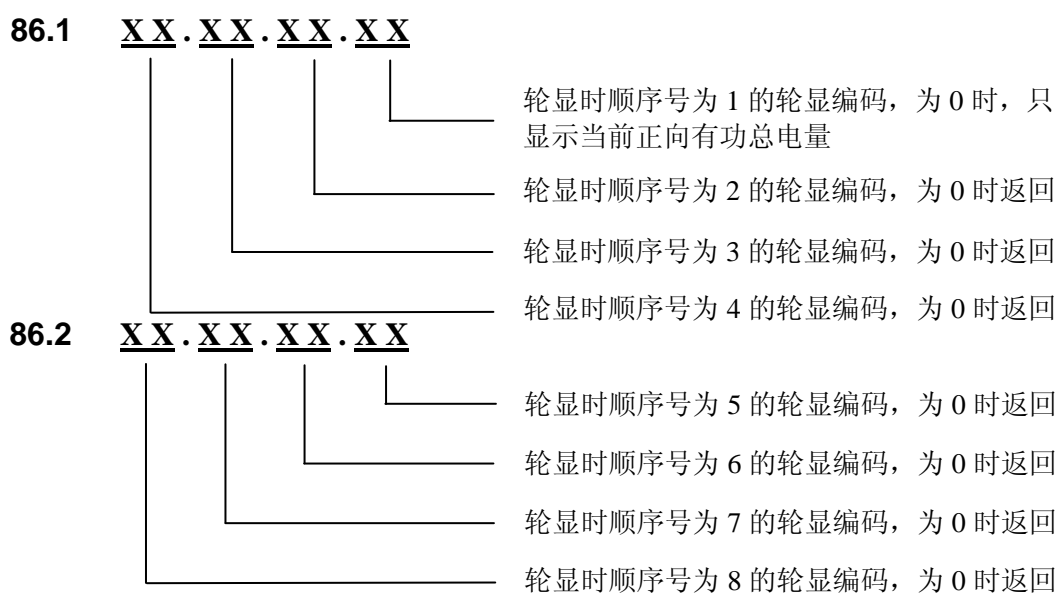 86.1 XX.XX.XX.XX
轮显时顺序号为 1 的轮显编码，为 0 时，只
显示当前正向有功总电量
轮显时顺序号为 2 的轮显编码，为 0 时返回
轮显时顺序号为 3 的轮显编码，为 0 时返回
轮显时顺序号为 4 的轮显编码，为 0 时返回
86.2 XX.XX.XX.XX
轮显时顺序号为 5 的轮显编码，为 0 时返回
轮显时顺序号为 6 的轮显编码，为 0 时返回
轮显时顺序号为 7 的轮显编码，为 0 时返回
轮显时顺序号为 8 的轮显编码，为 0 时返回